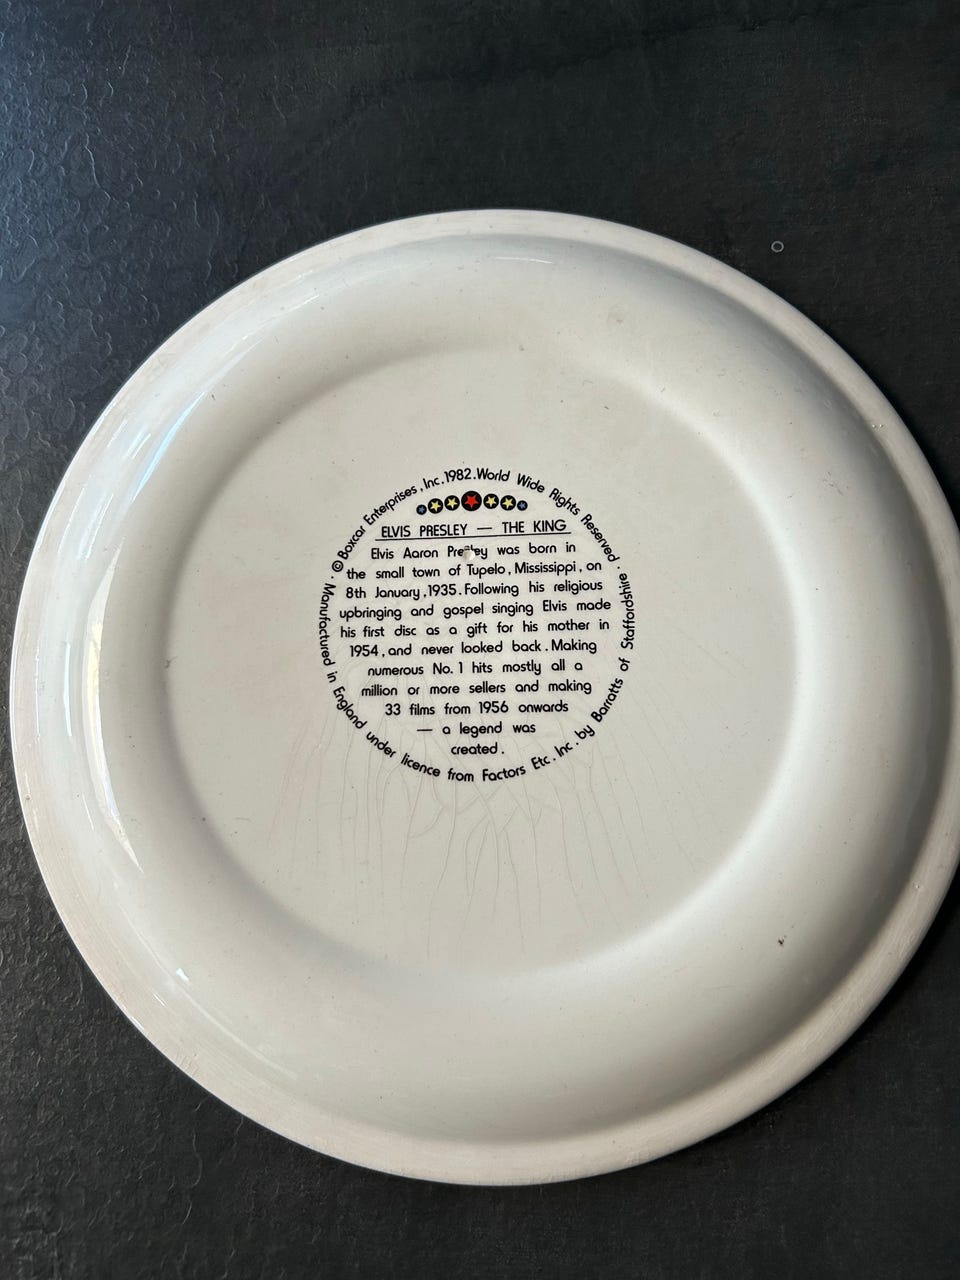 © Boxcar Enterprises, Inc. 1982. World Wide Rights Reserved.
ELVIS PRESLEY — THE KING
Elvis Aaron Presley was born in
the small town of Tupelo, Mississippi, on
8th January, 1935. Following his religious
upbringing and gospel singing Elvis made
his first disc as a gift for his mother in
1954, and never looked back. Making
numerous No. 1 hits mostly all a
million or more sellers and making
33 films from 1956 onwards
— a legend was
created.
Manufactured in England under licence from Factors Etc. Inc. by Barratts of Staffordshire